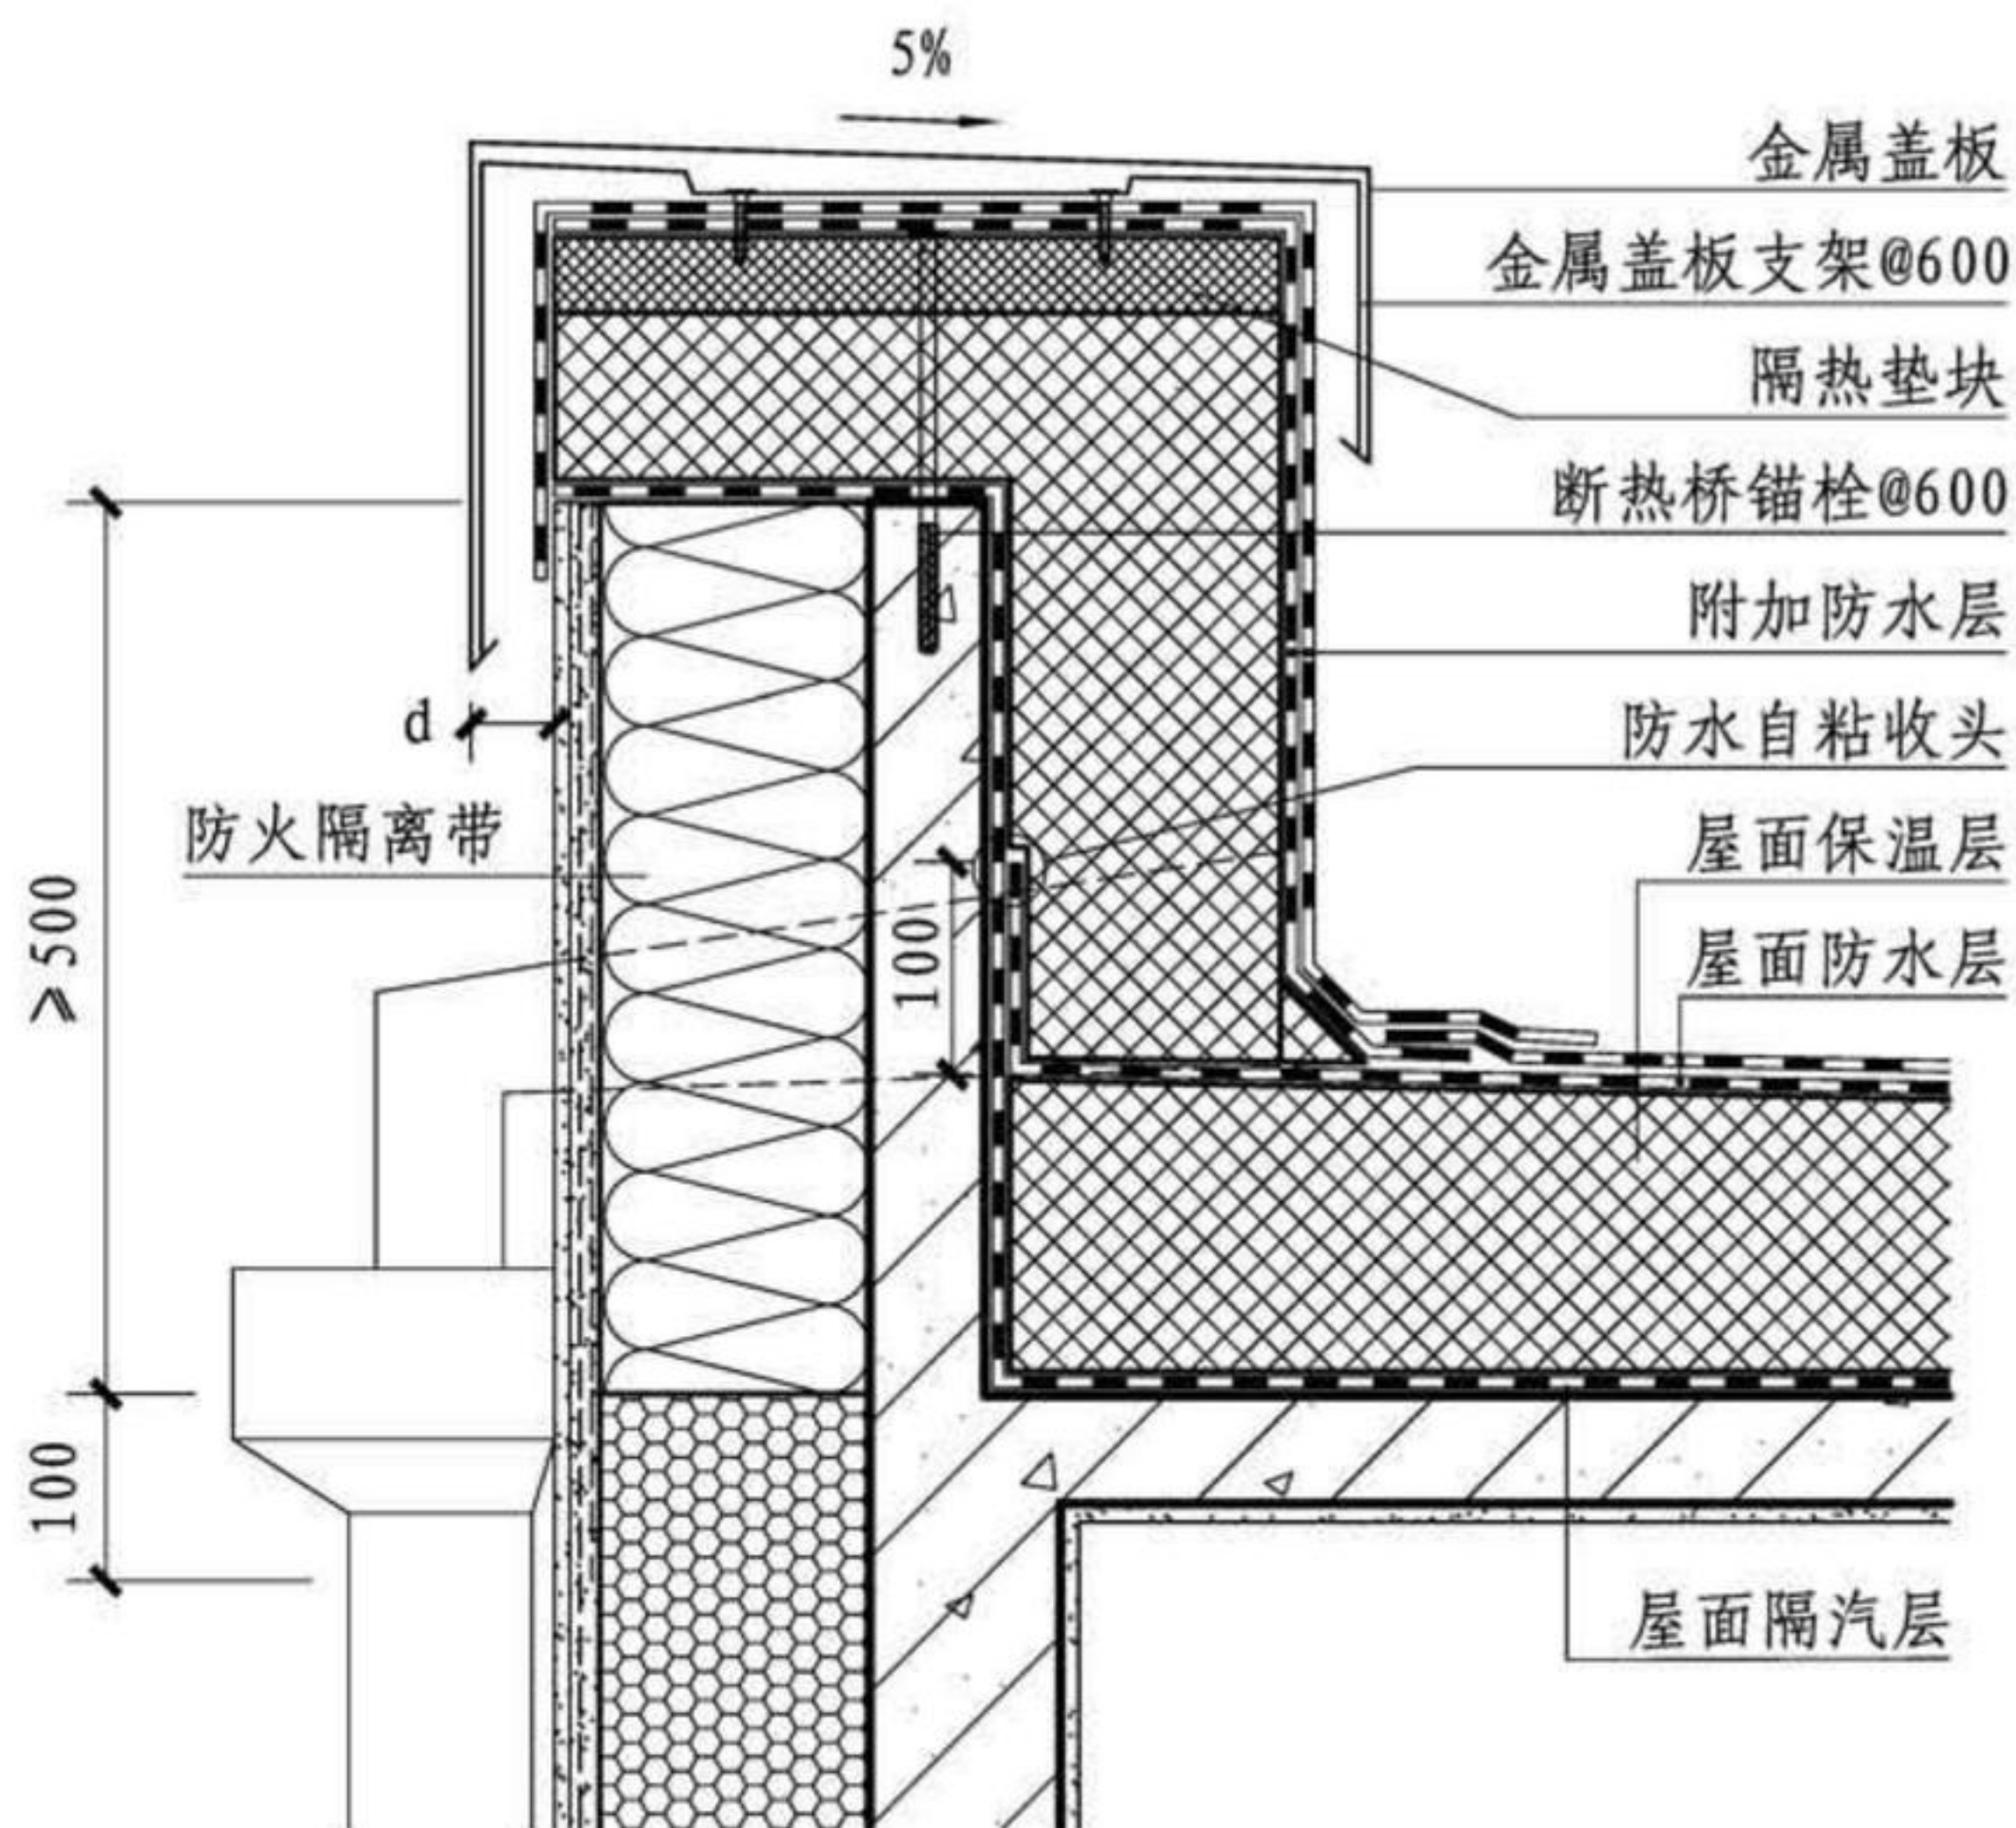 5%
金属盖板
金属盖板支架@600
隔热垫块
断热桥锚栓@600
附加防水层
防水自粘收头
屋面保温层
屋面防水层
d
防火隔离带
≥500
100
100
屋面隔汽层